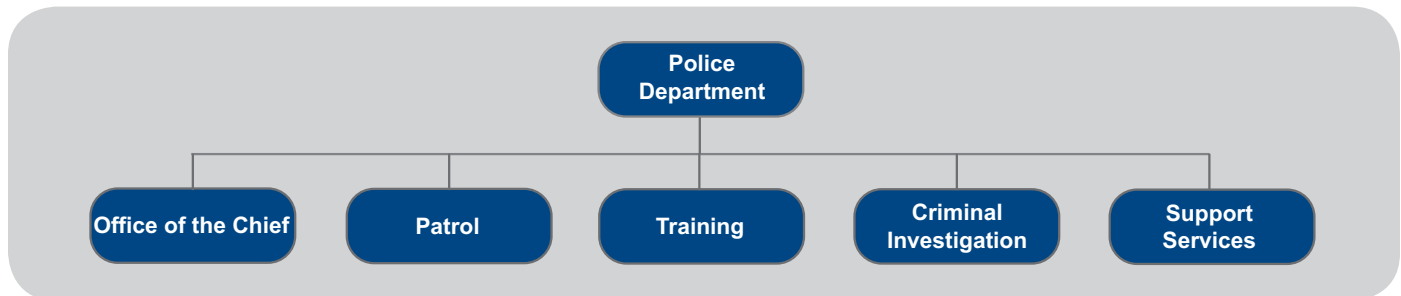 Police
Department
Office of the Chief
Patrol
Training
Criminal
Investigation
Support
Services